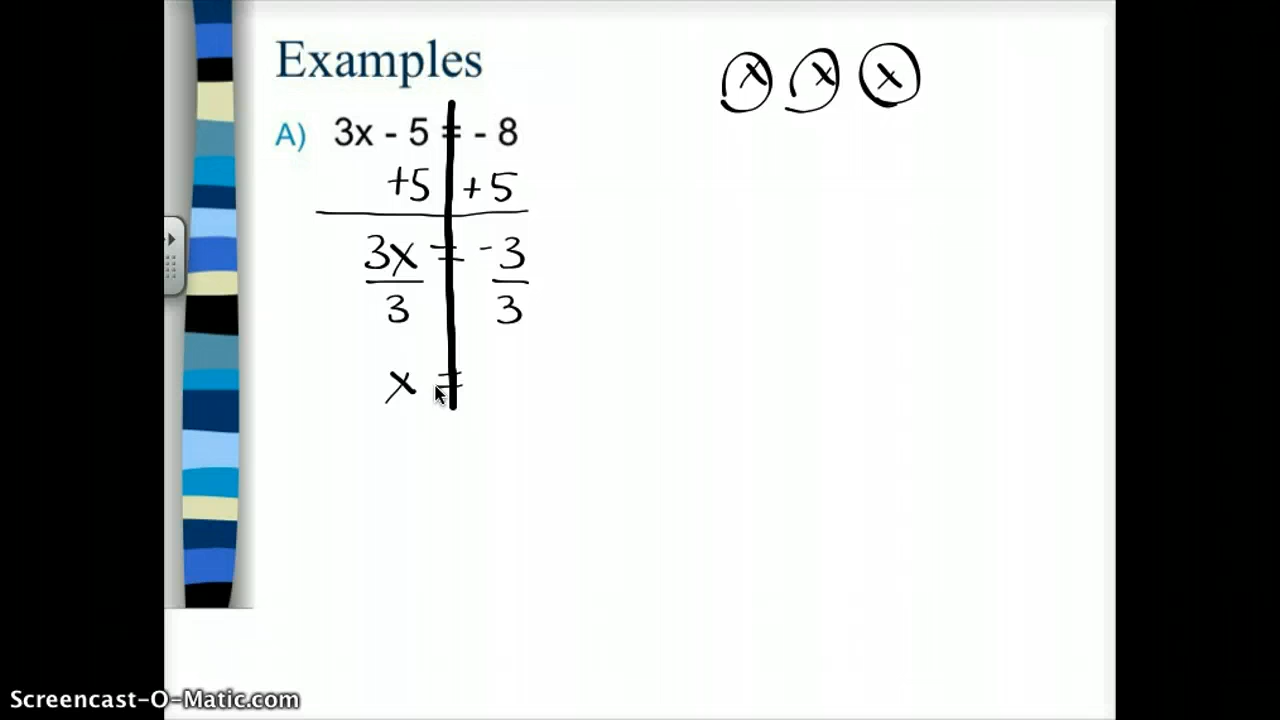 Examples
x x x
A) 3x - 5 = - 8
+5 +5
3x = -3
3 3
x =
Screencast-O-Matic.com